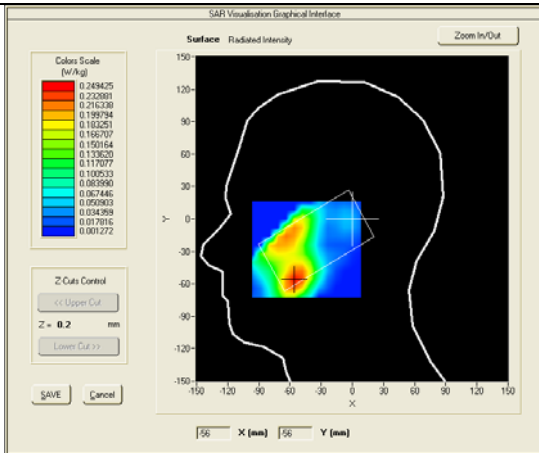 SAR Visualisation Graphical Interface
Surface Radiated Intensity
Zoom In/Out
Colors Scale
(W/kg)
0.249425
0.232881
0.216338
0.199794
0.183251
0.166707
0.150164
0.133620
0.117077
0.100533
0.083990
0.067446
0.050903
0.034359
0.017816
0.001272
Z-Cuts Control
<< Upper Cut
Z = 0.2 mm
Lower Cut >>
SAVE Cancel
150
120
90
60
30
0
-30
-60
-90
-120
-150
Y
-150 -120 -90 -60 -30 0 30 60 90 120 150
X
-56 X (mm) -56 Y (mm)